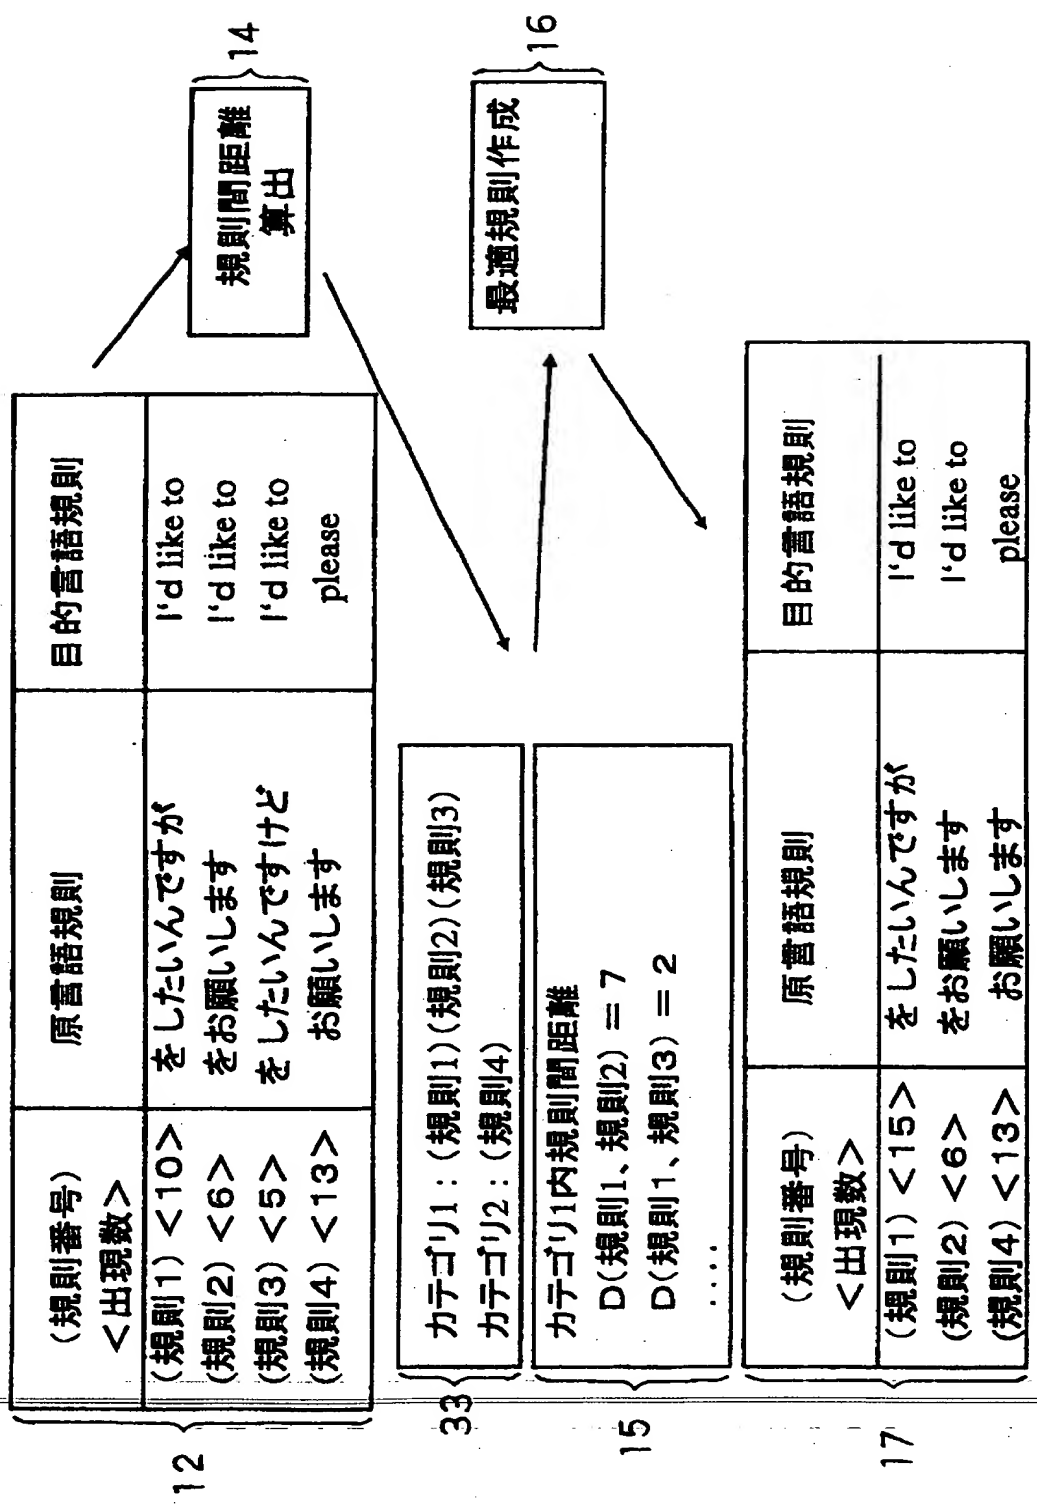 (規則番号) 原言語規則 目的言語規則
<出現数>
(規則1) <10> をしたいんですが I'd like to
(規則2) <6> をお願いします I'd like to
(規則3) <5> をしたいんですけど I'd like to
(規則4) <13> お願いします please
12
規則間距離
算出
14
カテゴリ1:(規則1)(規則2)(規則3)
カテゴリ2:(規則4)
33
カテゴリ1内規則間距離
D(規則1、規則2) = 7
D(規則1、規則3) = 2
....
15
最適規則作成
16
(規則番号) 原言語規則 目的言語規則
<出現数>
(規則1) <15> をしたいんですが I'd like to
(規則2) <6> をお願いします I'd like to
(規則4) <13> お願いします please
17